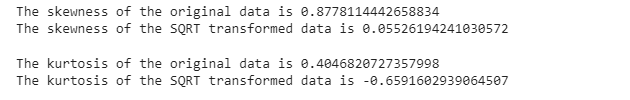 The skewness of the original data is 0.8778114442658834
The skewness of the SQRT transformed data is 0.05526194241030572
The kurtosis of the original data is 0.4046820727357998
The kurtosis of the SQRT transformed data is -0.6591602939064507